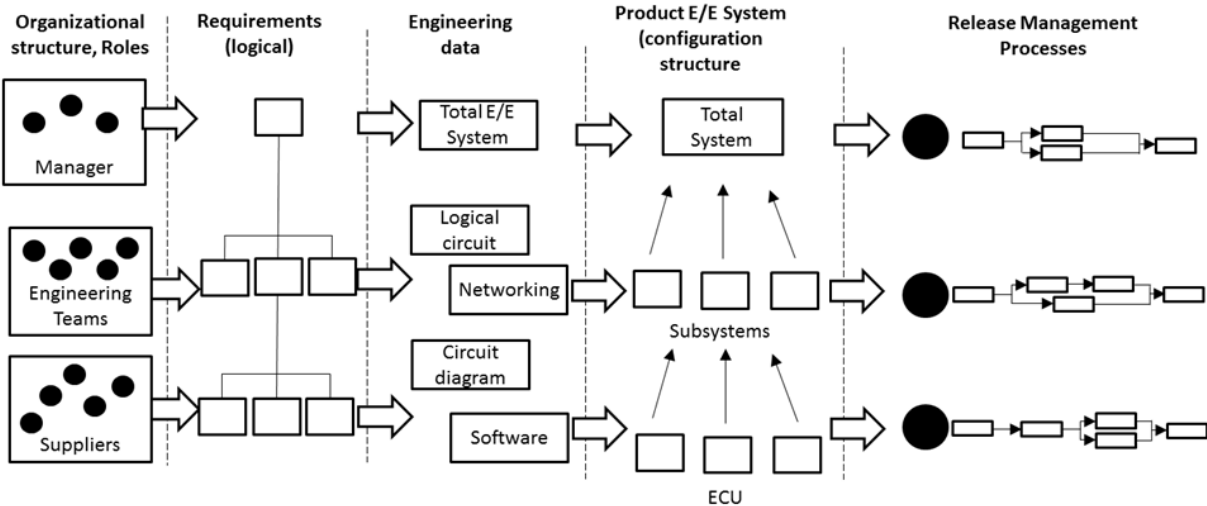 Organizational
structure, Roles
Requirements
(logical)
Engineering
data
Product E/E System
(configuration
structure
Release Management
Processes
Manager
Total E/E
System
Total
System
Engineering
Teams
Logical
circuit
Networking
Subsystems
Suppliers
Circuit
diagram
Software
ECU